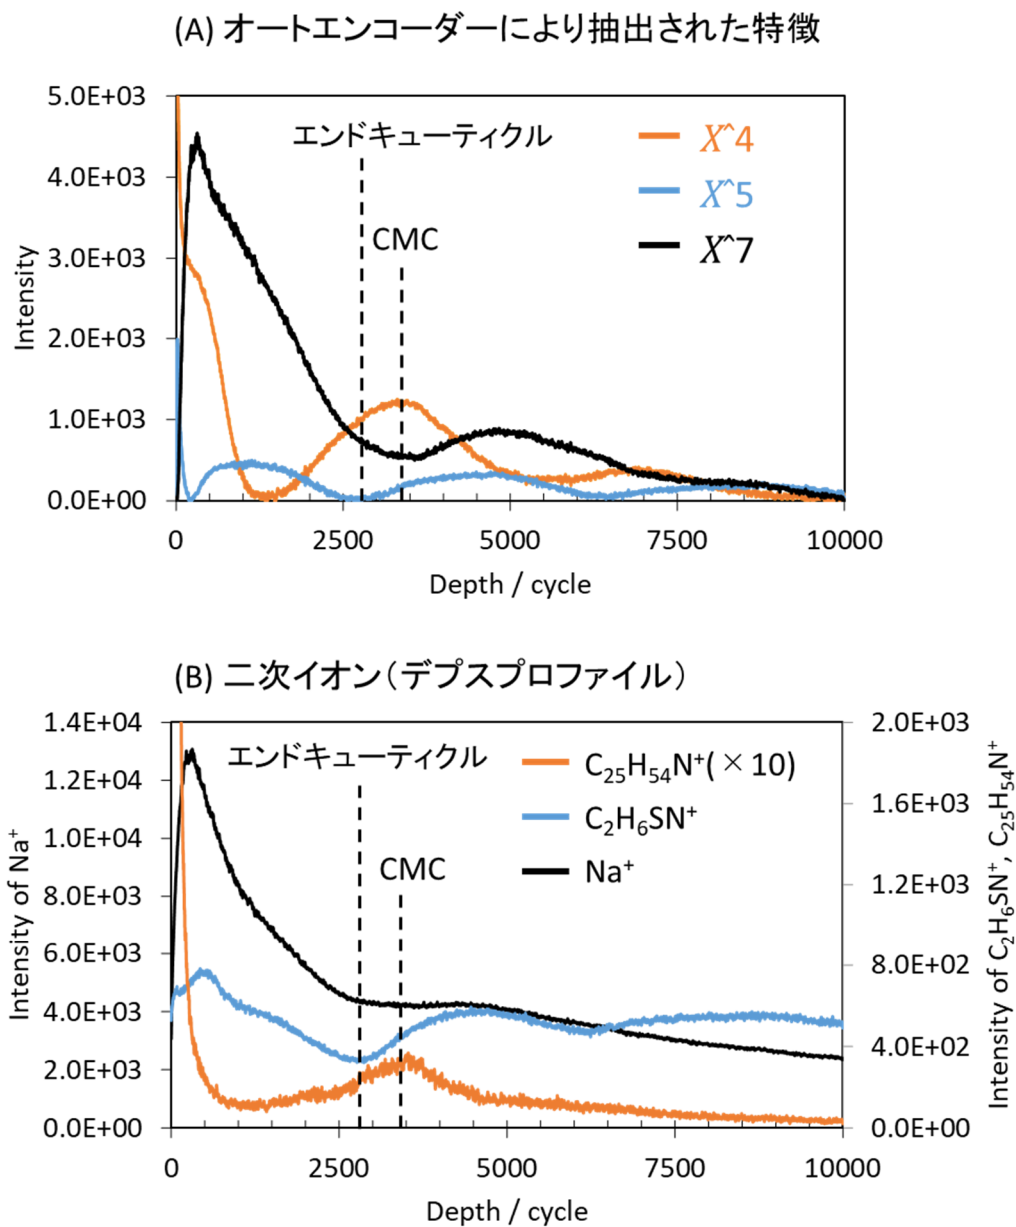 (A) オートエンコーダーにより抽出された特徴
5.0E+03
4.0E+03
3.0E+03
2.0E+03
1.0E+03
0.0E+00
Intensity
エンドキューティクル
CMC
X^4
X^5
X^7
0
2500
5000
7500
10000
Depth / cycle
(B) 二次イオン（デプスプロファイル）
1.4E+04
1.2E+04
1.0E+04
8.0E+03
6.0E+03
4.0E+03
2.0E+03
0.0E+00
Intensity of Na⁺
エンドキューティクル
CMC
C₂₅H₅₄N⁺(×10)
C₂H₆SN⁺
Na⁺
2.0E+03
1.6E+03
1.2E+03
8.0E+02
4.0E+02
0.0E+00
Intensity of C₂H₆SN⁺, C₂₅H₅₄N⁺
0
2500
5000
7500
10000
Depth / cycle